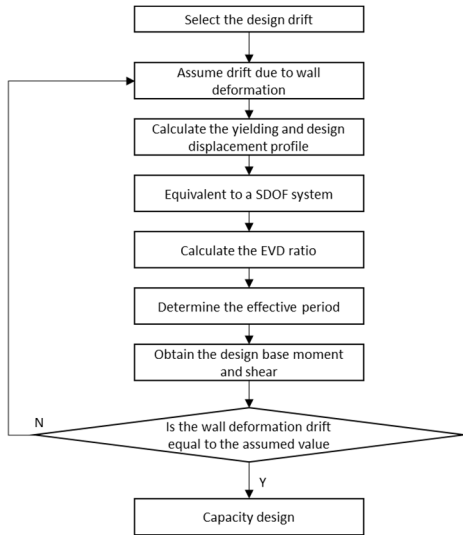 Select the design drift
Assume drift due to wall
deformation
Calculate the yielding and design
displacement profile
Equivalent to a SDOF system
Calculate the EVD ratio
Determine the effective period
Obtain the design base moment
and shear
N
Is the wall deformation drift
equal to the assumed value
Y
Capacity design